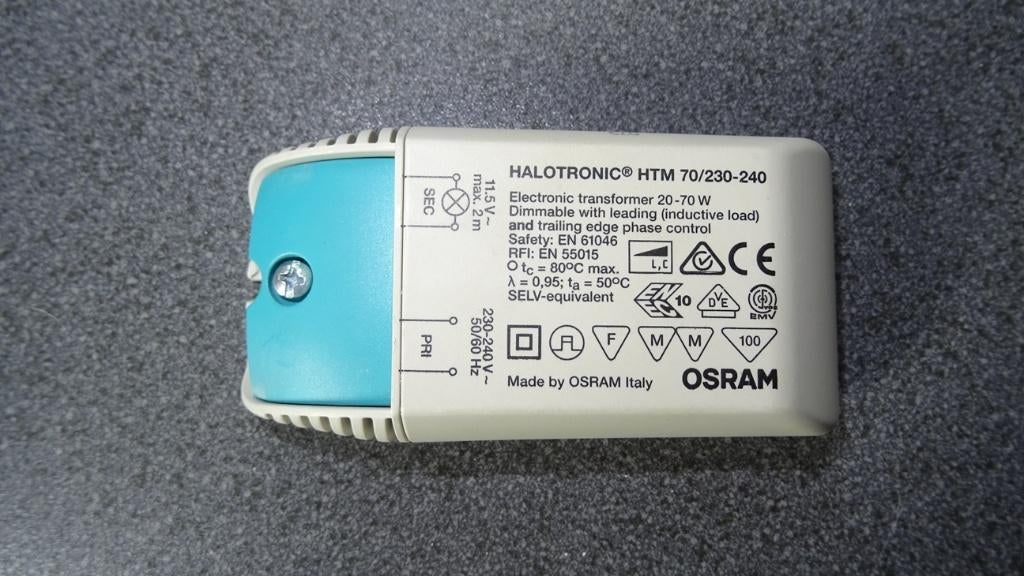 HALOTRONIC® HTM 70/230-240
Electronic transformer 20-70 W
Dimmable with leading (inductive load)
and trailing edge phase control
Safety: EN 61046
RFI: EN 55015
tc = 80ºC max.
λ = 0,95; ta = 50ºC
SELV-equivalent
L,C
CE
10
DVE
EMV
F
M M
100
Made by OSRAM Italy
OSRAM
11.5 V~
max. 2 m
SEC
230-240 V~
50/60 Hz
PRI